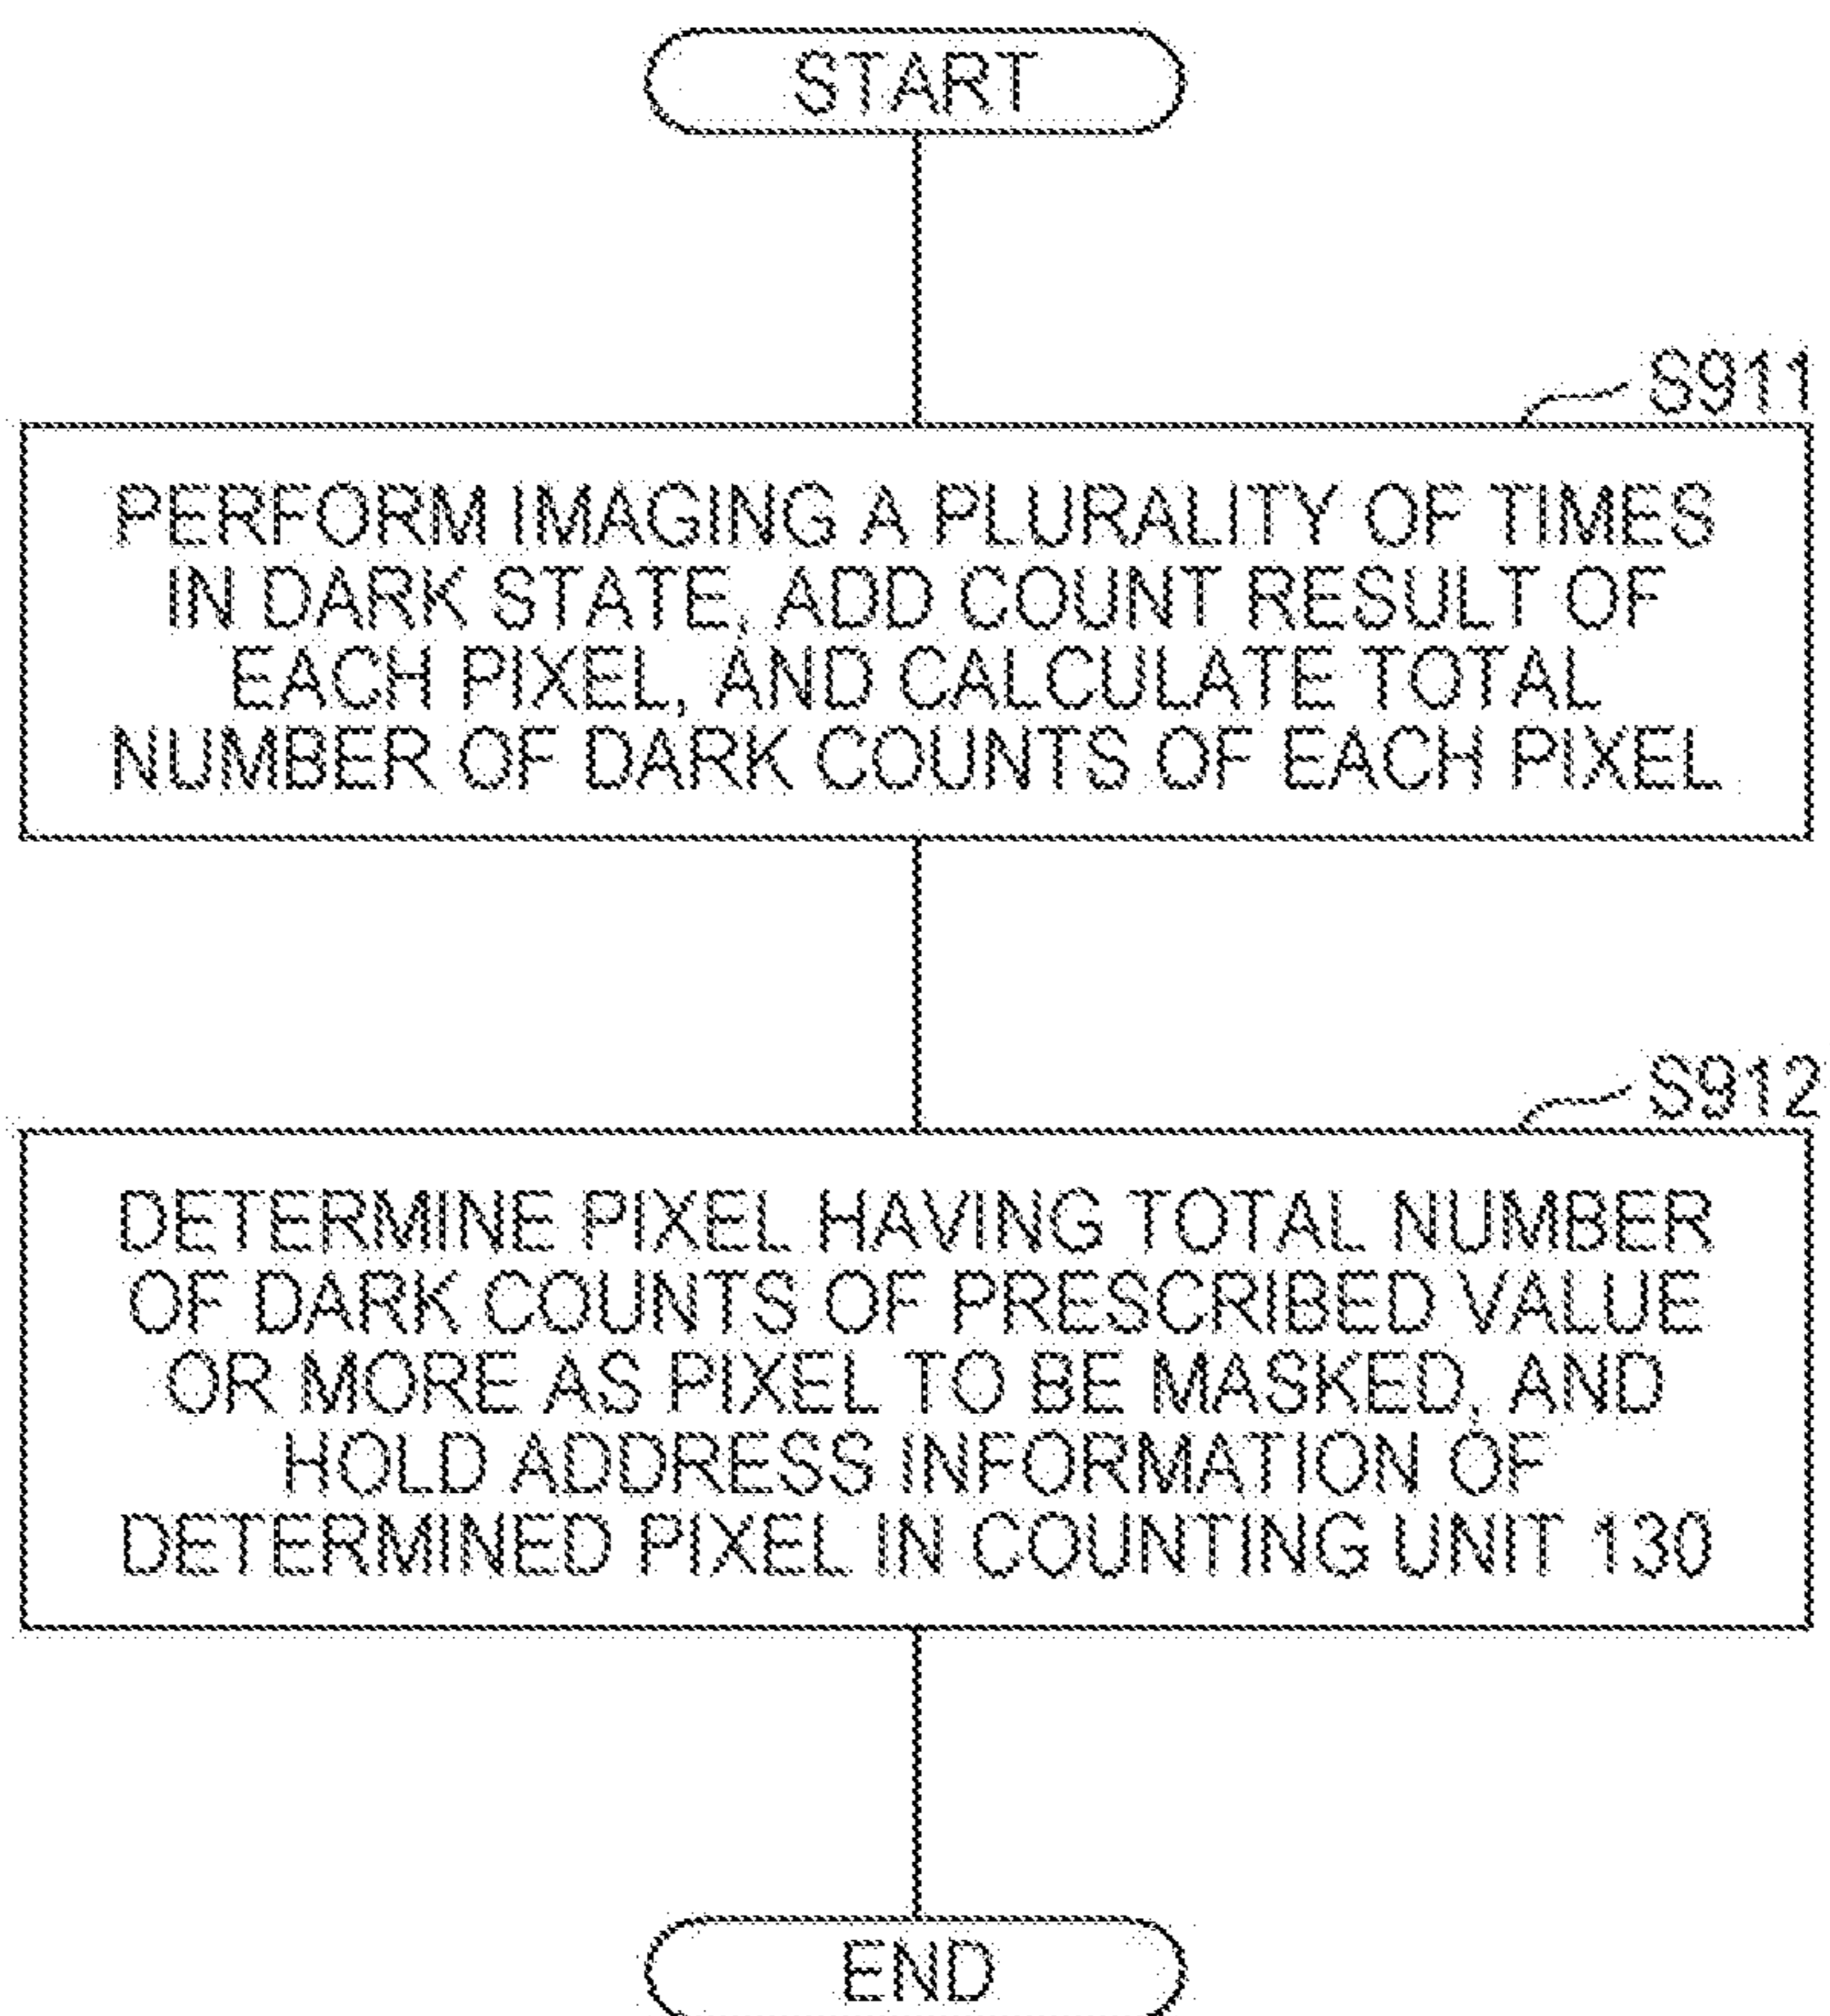 START
S911
PERFORM IMAGING A PLURALITY OF TIMES
IN DARK STATE, ADD COUNT RESULT OF
EACH PIXEL, AND CALCULATE TOTAL
NUMBER OF DARK COUNTS OF EACH PIXEL
S912
DETERMINE PIXEL HAVING TOTAL NUMBER
OF DARK COUNTS OF PRESCRIBED VALUE
OR MORE AS PIXEL TO BE MASKED, AND
HOLD ADDRESS INFORMATION OF
DETERMINED PIXEL IN COUNTING UNIT 130
END